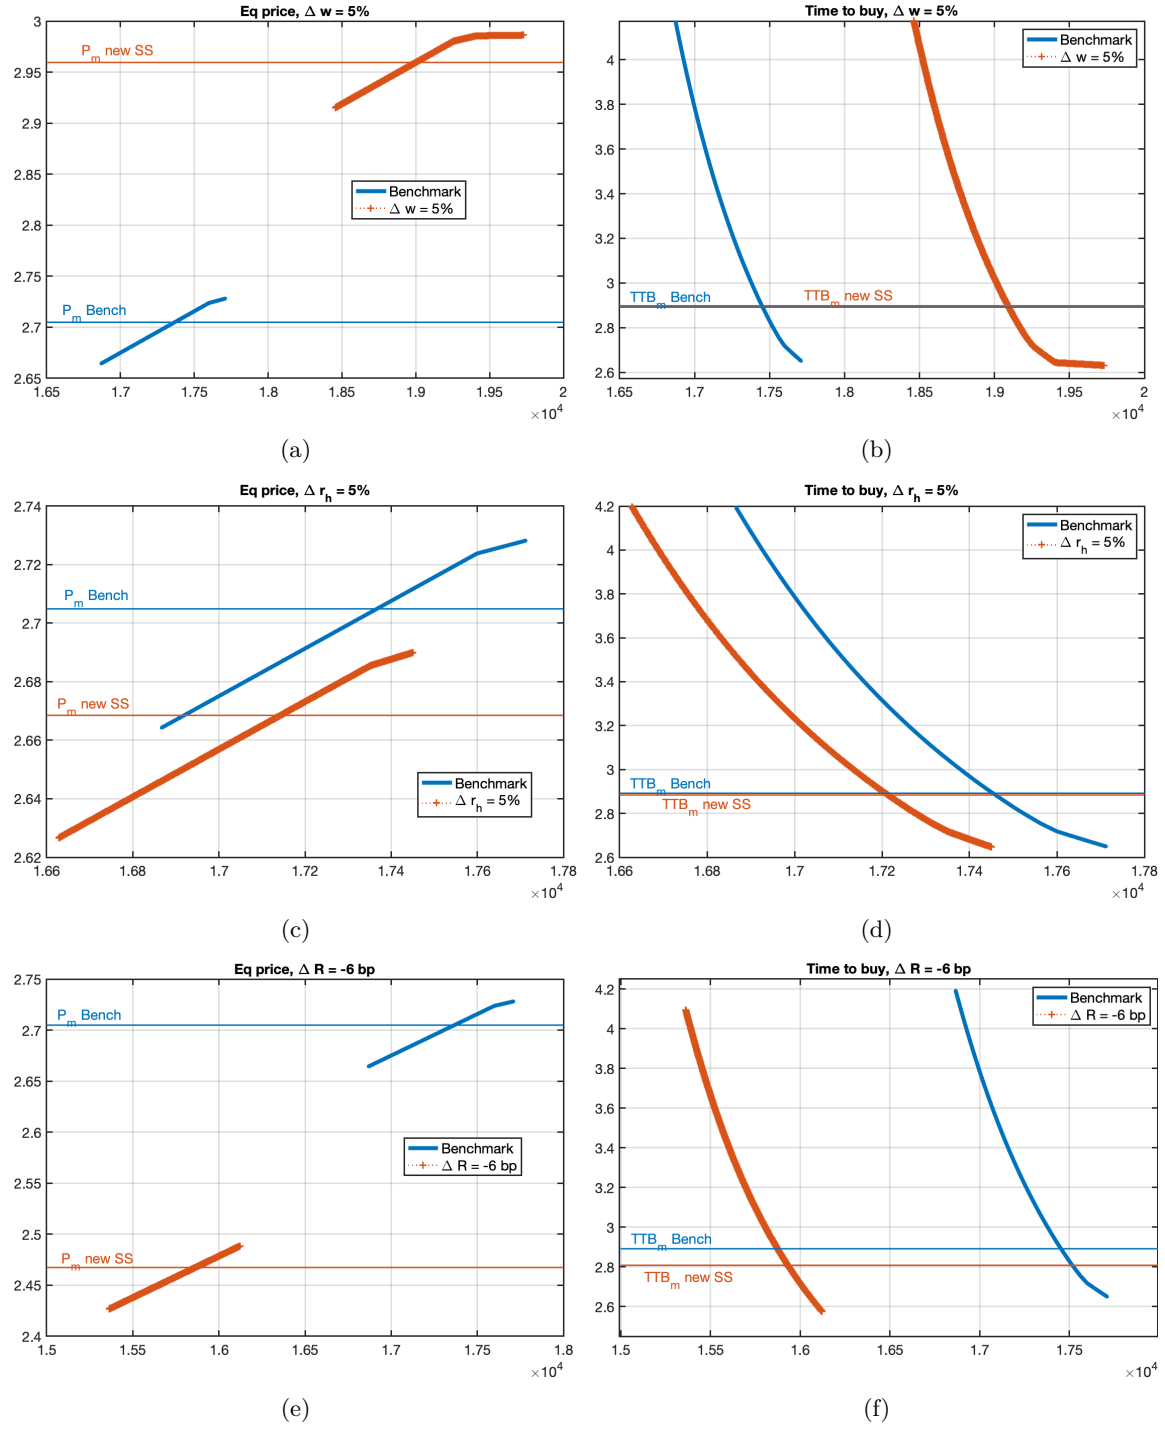 Eq price, Δ w = 5%
3
2.95
2.9
2.85
2.8
2.75
2.7
2.65
P_m new SS
P_m Bench
Benchmark
Δ w = 5%
1.65 1.7 1.75 1.8 1.85 1.9 1.95 2
×10^4
(a)
Time to buy, Δ w = 5%
4
3.8
3.6
3.4
3.2
3
2.8
2.6
Benchmark
Δ w = 5%
TTB_m Bench
TTB_m new SS
1.65 1.7 1.75 1.8 1.85 1.9 1.95 2
×10^4
(b)
Eq price, Δ r_h = 5%
2.74
2.72
2.7
2.68
2.66
2.64
2.62
P_m Bench
P_m new SS
Benchmark
Δ r_h = 5%
1.66 1.68 1.7 1.72 1.74 1.76 1.78
×10^4
(c)
Time to buy, Δ r_h = 5%
4.2
4
3.8
3.6
3.4
3.2
3
2.8
2.6
Benchmark
Δ r_h = 5%
TTB_m Bench
TTB_m new SS
1.66 1.68 1.7 1.72 1.74 1.76 1.78
×10^4
(d)
Eq price, Δ R = -6 bp
2.75
2.7
2.65
2.6
2.55
2.5
2.45
2.4
P_m Bench
Benchmark
Δ R = -6 bp
P_m new SS
1.5 1.55 1.6 1.65 1.7 1.75 1.8
×10^4
(e)
Time to buy, Δ R = -6 bp
4.2
4
3.8
3.6
3.4
3.2
3
2.8
2.6
Benchmark
Δ R = -6 bp
TTB_m Bench
TTB_m new SS
1.5 1.55 1.6 1.65 1.7 1.75
×10^4
(f)